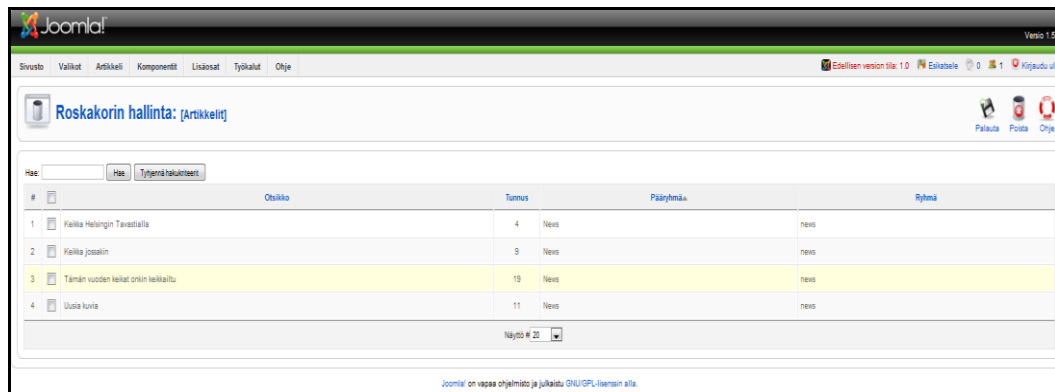 Joomla!
Versio 1.5
Sivusto Valikot Artikkeli Komponentit Lisäosat Työkalut Ohje Edellisen version tila: 1.0 Esikatsele 0 1 Kirjaudu ul
Roskakorin hallinta: [Artikkelit]
Palauta Poista Ohje
Hae: Hae Tyhjennä hakukriteerit
# Otsikko Tunnus Pääryhmä Ryhmä
1 Keikka Helsingin Tavastialla 4 News news
2 Keikka jossakin 9 News news
3 Tämän vuoden keikat onkin keikkailtu 19 News news
4 Uusia kuvia 11 News news
Näyttö # 20
Joomla! on vapaa ohjelmisto ja julkaistu GNU/GPL-lisenssin alla.